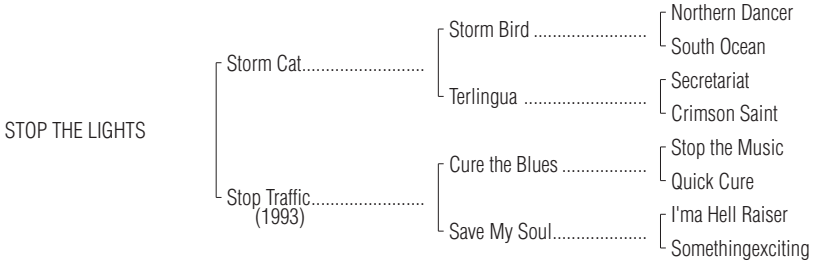 Northern Dancer
Storm Bird .......................
South Ocean
Storm Cat.........................
Secretariat
Terlingua .........................
Crimson Saint
STOP THE LIGHTS
Stop the Music
Cure the Blues .................
Quick Cure
Stop Traffic.......................
(1993)
I'ma Hell Raiser
Save My Soul...................
Somethingexciting